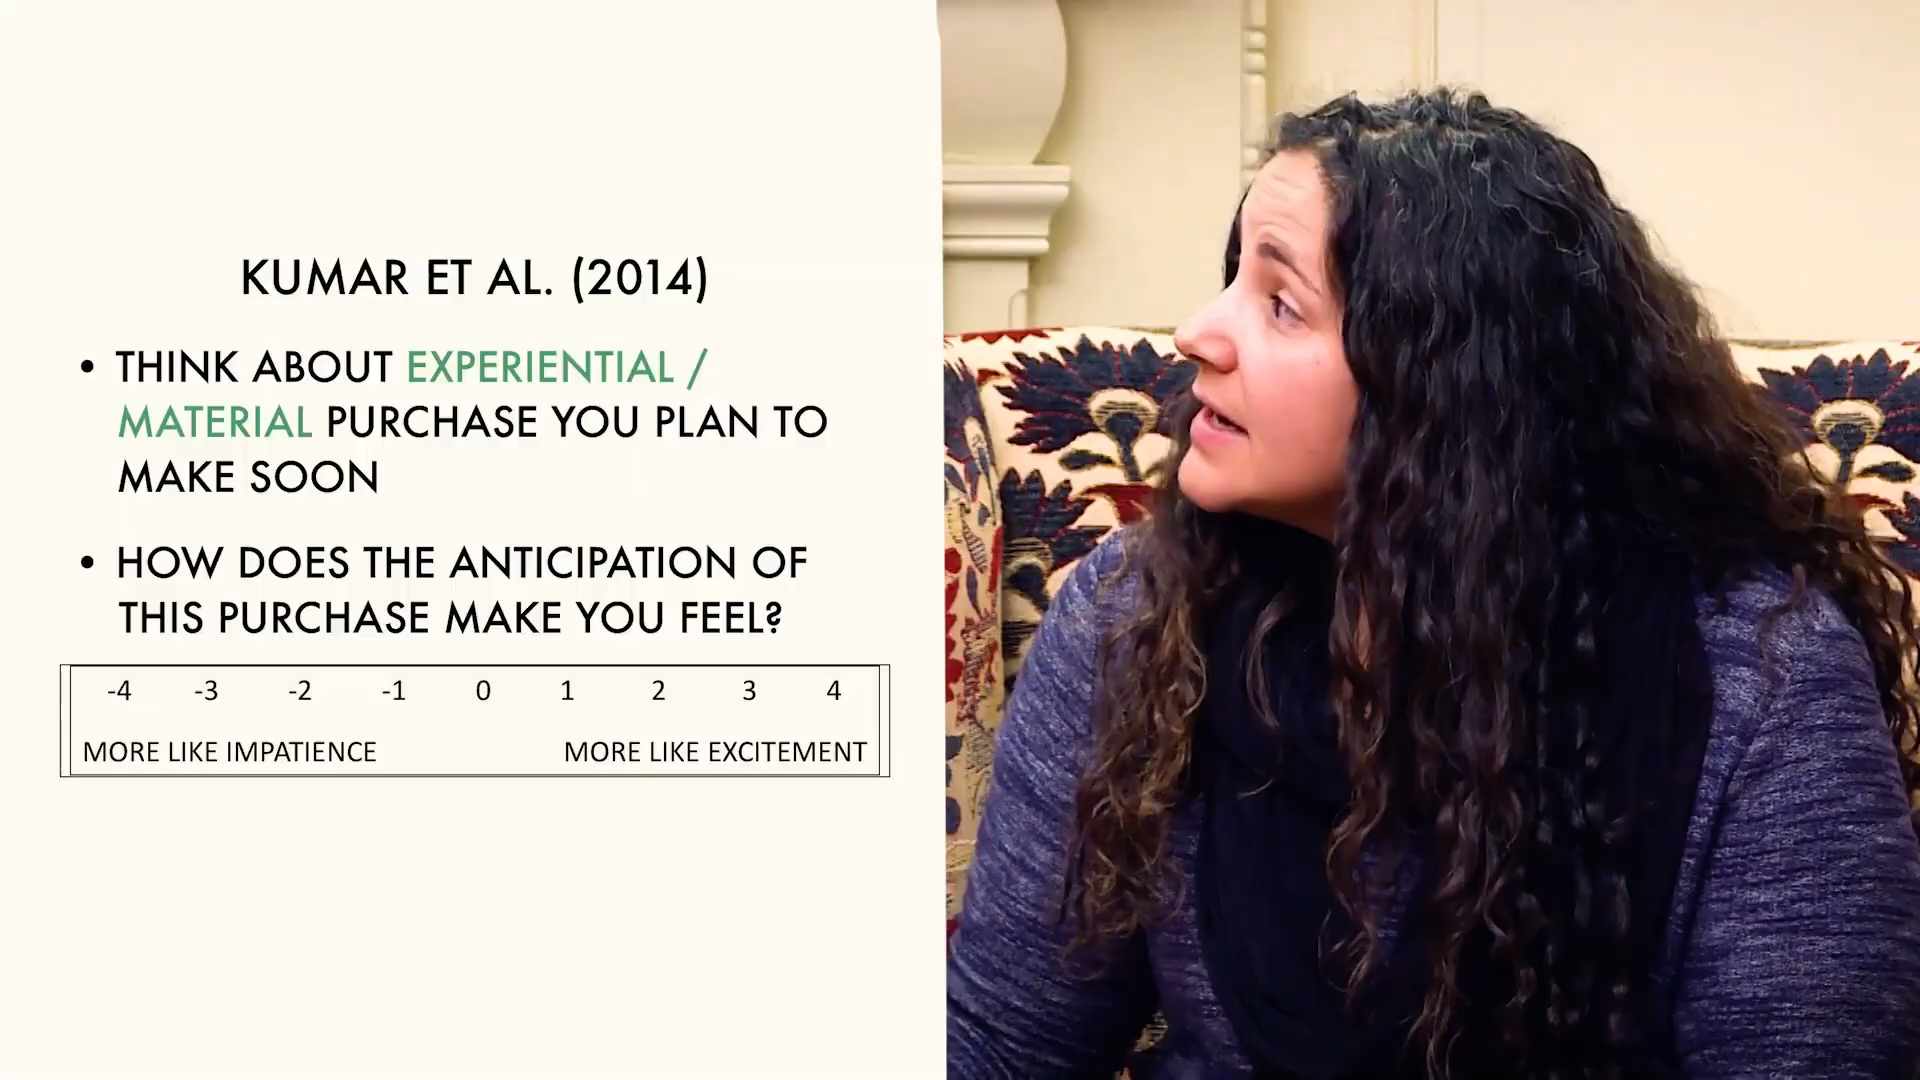 KUMAR ET AL. (2014)
• THINK ABOUT EXPERIENTIAL /
MATERIAL PURCHASE YOU PLAN TO
MAKE SOON
• HOW DOES THE ANTICIPATION OF
THIS PURCHASE MAKE YOU FEEL?
-4 -3 -2 -1 0 1 2 3 4
MORE LIKE IMPATIENCE MORE LIKE EXCITEMENT